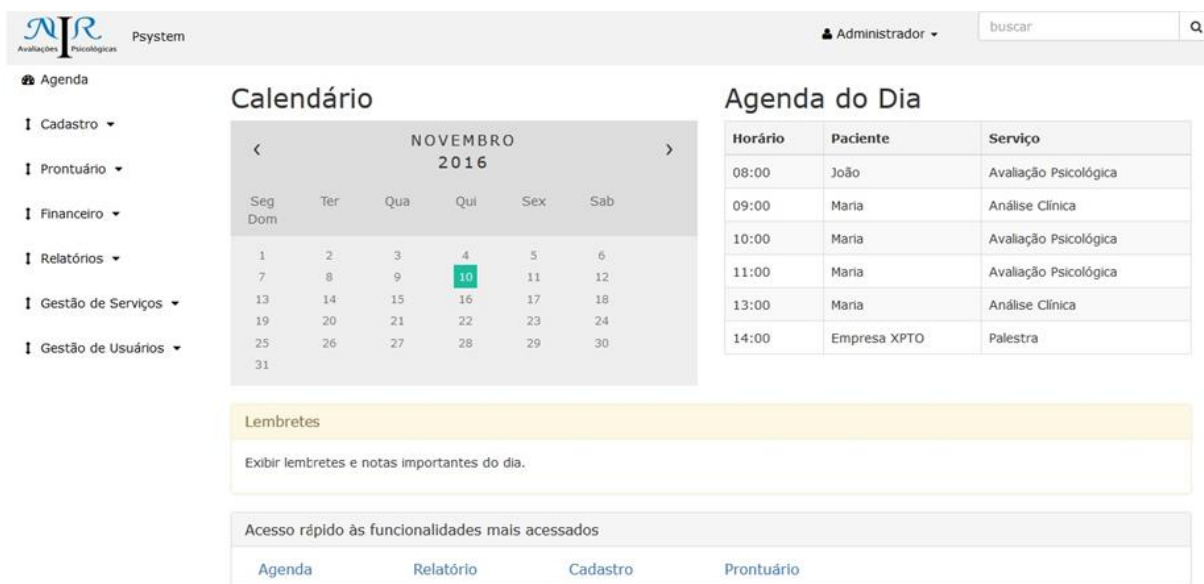 NIR
Avaliações Psicológicas
Psystem
Administrador
buscar
Agenda
Cadastro
Prontuário
Financeiro
Relatórios
Gestão de Serviços
Gestão de Usuários
Calendário
NOVEMBRO
2016
Seg Ter Qua Qui Sex Sab
Dom
1 2 3 4 5 6
7 8 9 10 11 12
13 14 15 16 17 18
19 20 21 22 23 24
25 26 27 28 29 30
31
Agenda do Dia
Horário Paciente Serviço
08:00 João Avaliação Psicológica
09:00 Maria Análise Clínica
10:00 Maria Avaliação Psicológica
11:00 Maria Avaliação Psicológica
13:00 Maria Análise Clínica
14:00 Empresa XPTO Palestra
Lembretes
Exibir lembretes e notas importantes do dia.
Acesso rápido às funcionalidades mais acessados
Agenda Relatório Cadastro Prontuário